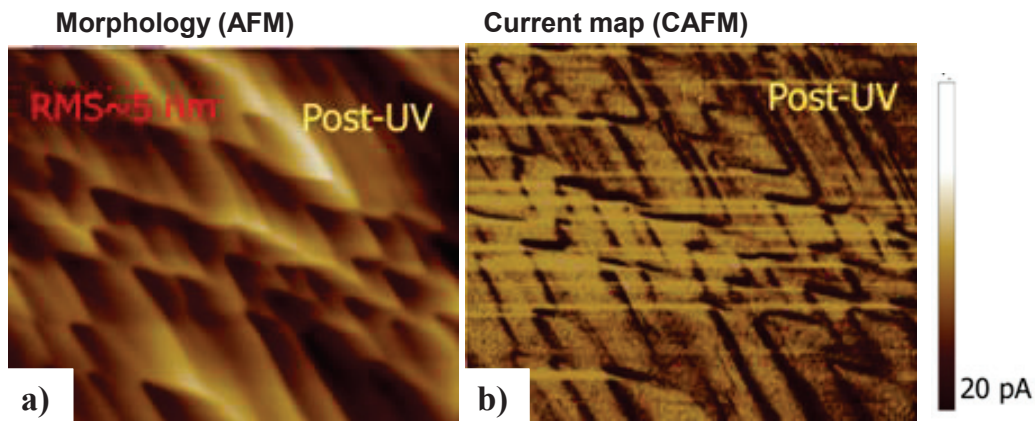 Morphology (AFM)
Current map (CAFM)
RMS~5 nm
Post-UV
Post-UV
20 pA
a)
b)